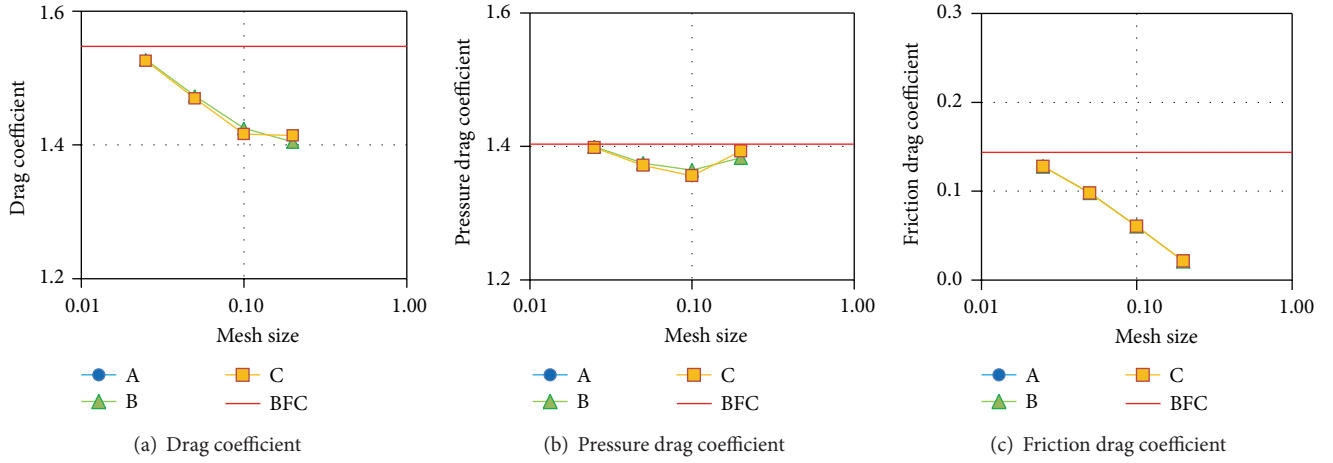 1.6
1.4
1.2
0.01
0.10
1.00
Drag coefficient
Mesh size
A
C
B
BFC
(a) Drag coefficient
1.6
1.4
1.2
0.01
0.10
1.00
Pressure drag coefficient
Mesh size
A
C
B
BFC
(b) Pressure drag coefficient
0.3
0.2
0.1
0.0
0.01
0.10
1.00
Friction drag coefficient
Mesh size
A
C
B
BFC
(c) Friction drag coefficient